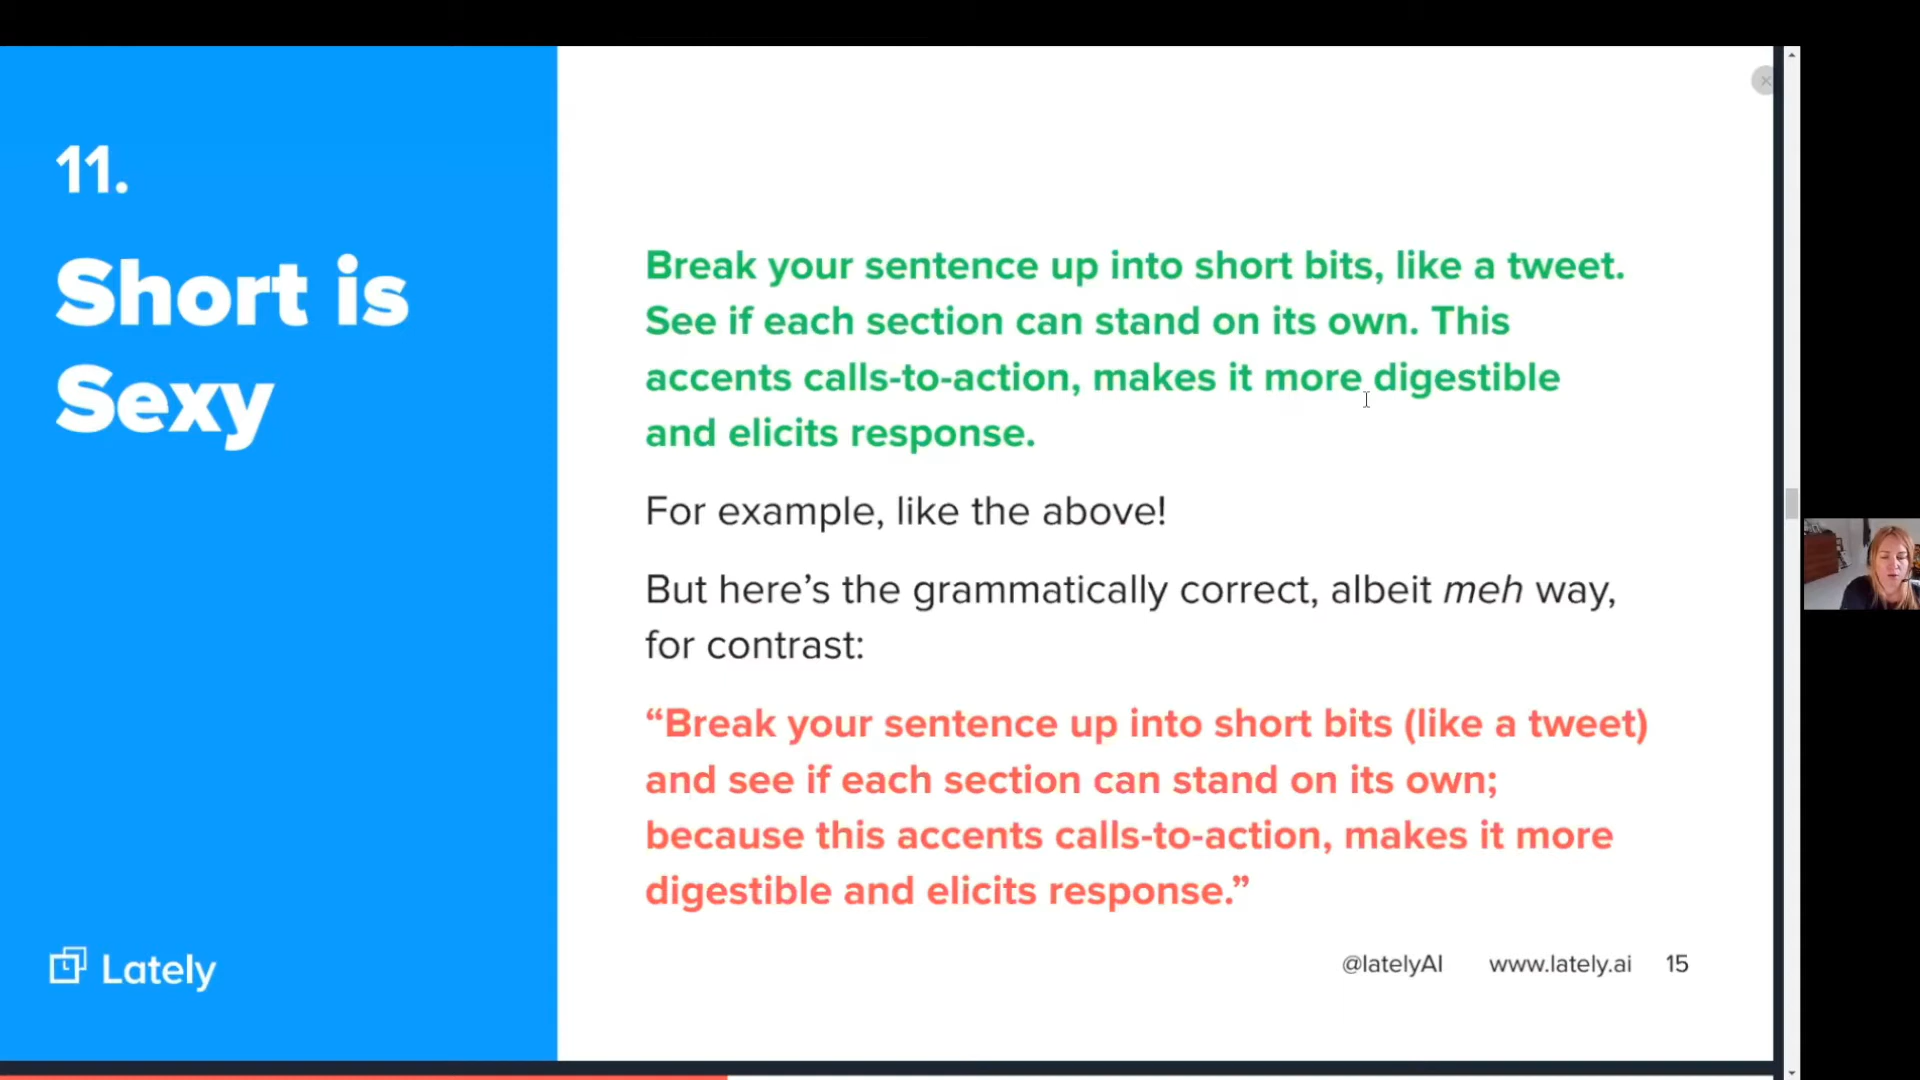 11.
Short is
Sexy
Break your sentence up into short bits, like a tweet.
See if each section can stand on its own. This
accents calls-to-action, makes it more digestible
and elicits response.
For example, like the above!
But here’s the grammatically correct, albeit meh way,
for contrast:
“Break your sentence up into short bits (like a tweet)
and see if each section can stand on its own;
because this accents calls-to-action, makes it more
digestible and elicits response.”
Lately
@latelyAI www.lately.ai 15